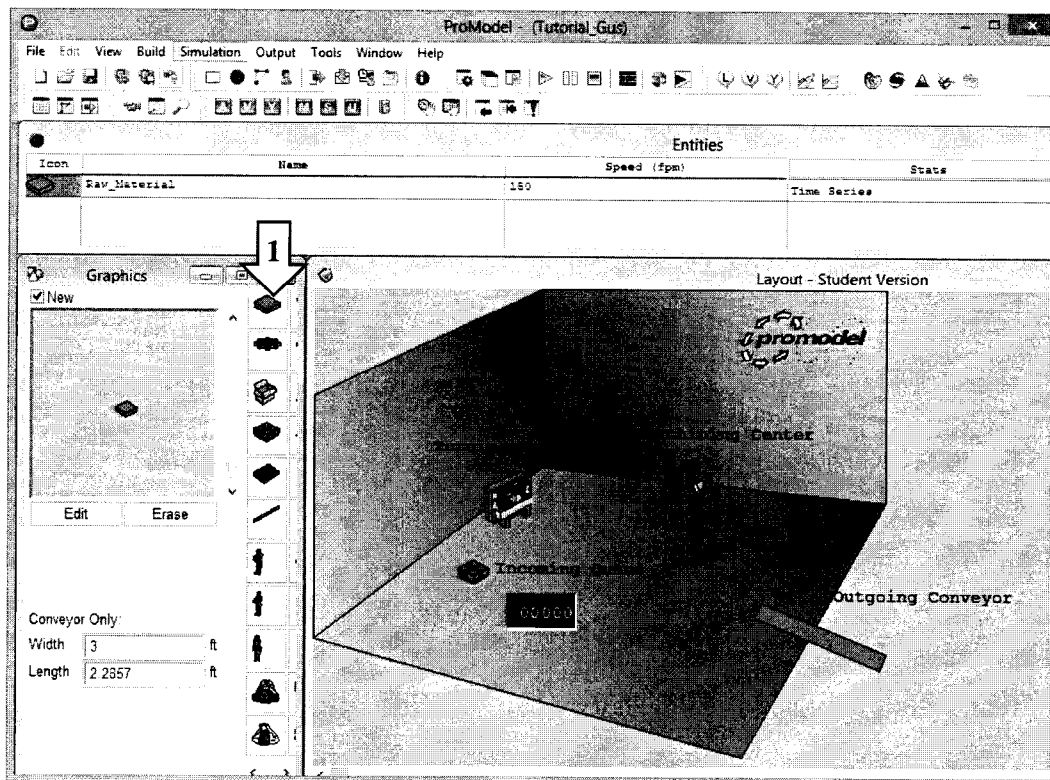 ProModel - (Tutorial_Gus)
File Edit View Build Simulation Output Tools Window Help
Entities
Icon Name Speed (fpm) Stats
Raw_Material 150 Time Series
1
Graphics
New
Layout - Student Version
promodel
Center
Incoming
00000
Outgoing Conveyor
Edit Erase
Conveyor Only:
Width 3 ft
Length 2.2857 ft